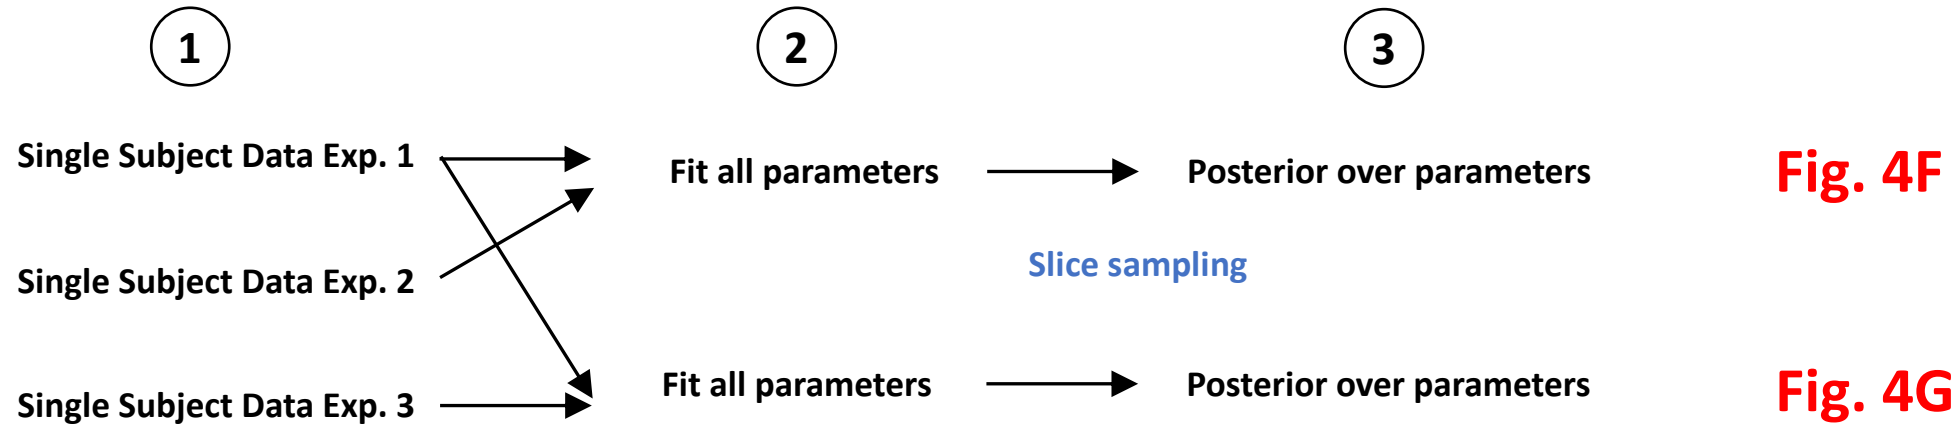 1
2
3
Single Subject Data Exp. 1
Fit all parameters
Posterior over parameters
Fig. 4F
Single Subject Data Exp. 2
Slice sampling
Single Subject Data Exp. 3
Fit all parameters
Posterior over parameters
Fig. 4G